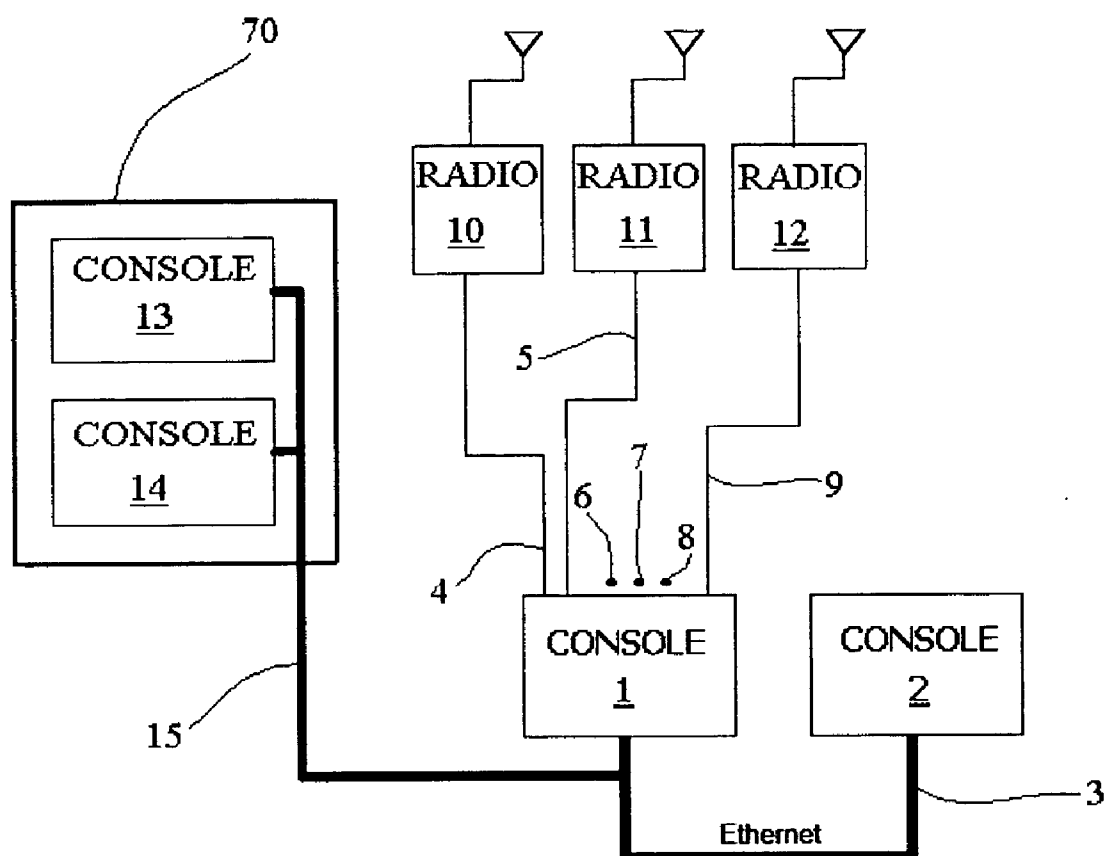 70
RADIO
10
RADIO
11
RADIO
12
CONSOLE
13
CONSOLE
14
5
6
7
8
9
4
CONSOLE
1
CONSOLE
2
15
3
Ethernet